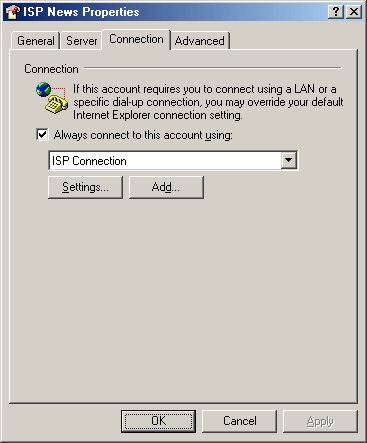 ISP News Properties
General Server Connection Advanced
Connection
If this account requires you to connect using a LAN or a
specific dial-up connection, you may override your default
Internet Explorer connection setting.
Always connect to this account using:
ISP Connection
Settings... Add...
OK Cancel Apply